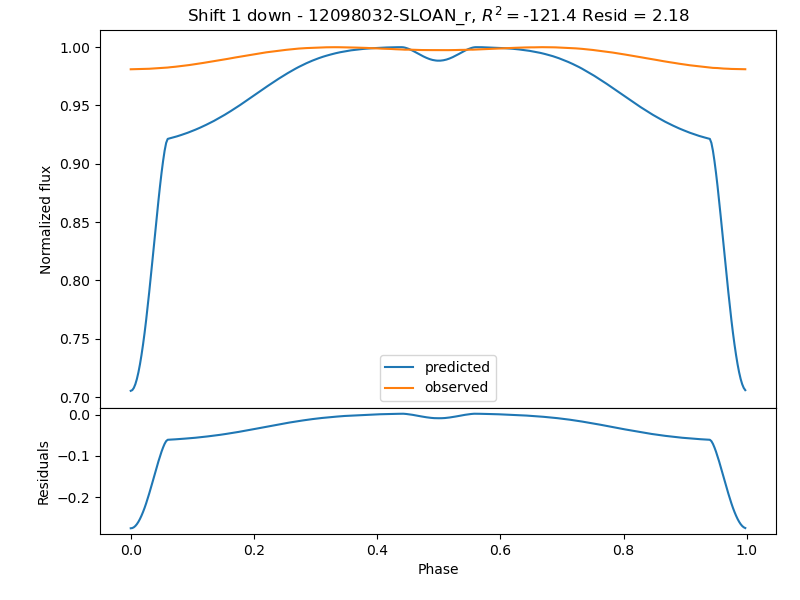 Shift 1 down - 12098032-SLOAN_r, R² = -121.4 Resid = 2.18
Normalized flux
1.00
0.95
0.90
0.85
0.80
0.75
0.70
predicted
observed
Residuals
0.0
−0.1
−0.2
0.0 0.2 0.4 0.6 0.8 1.0
Phase